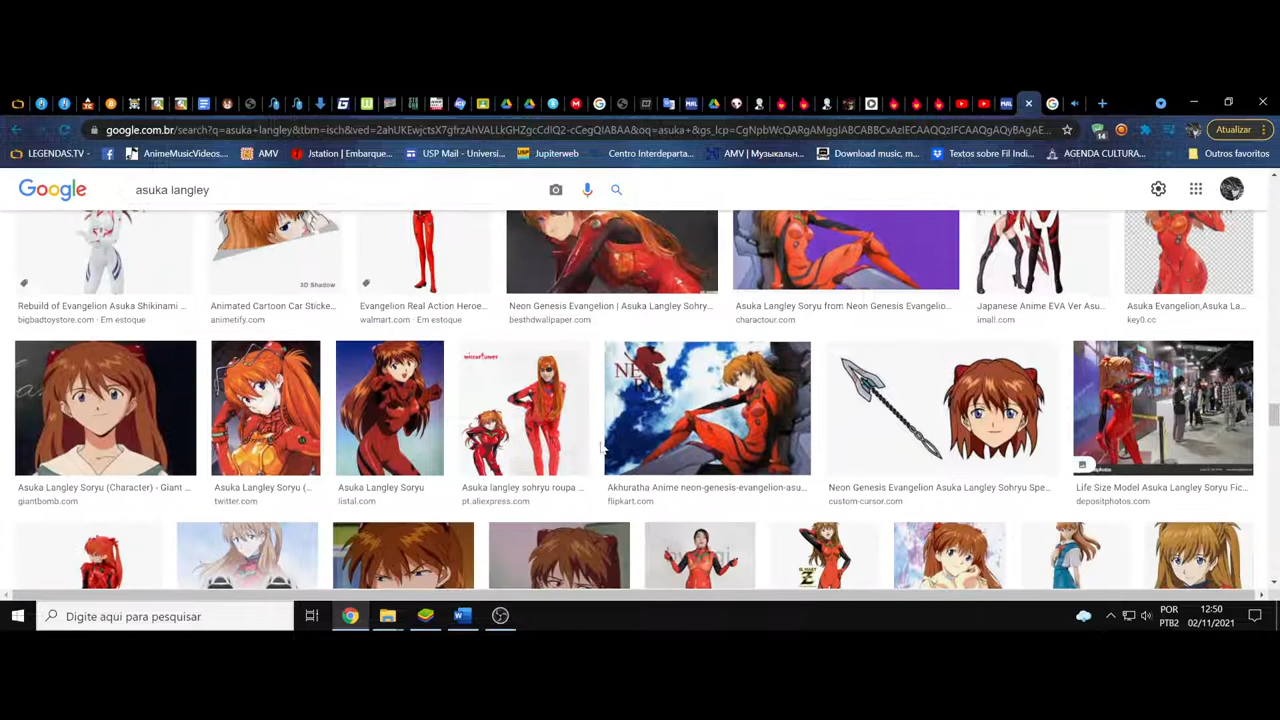 google.com.br/search?q=asuka+langley&tbm=isch&ved=2ahUKEwjctsX7gfrzAhVALLkGHZgcCdIQ2-cCegQIABAA&oq=asuka+&gs_lcp=CgNpbWcQARgAMggIABCABBCxAzIECAAQQzIFCAAQgAQyBAgAE...
Atualizar
LEGENDAS.TV -
AnimeMusicVideos...
AMV
Jstation | Embarque...
USP Mail - Universi...
Jupiterweb
Centro Interdeparta...
AMV | Музыкальн...
Download music, m...
Textos sobre Fil Indi...
AGENDA CULTURA...
Outros favoritos
Google
asuka langley
3D Shadow
Rebuild of Evangelion Asuka Shikinami ...
bigbadtoystore.com - Em estoque
Animated Cartoon Car Sticke...
animetify.com
Evangelion Real Action Heroe...
walmart.com - Em estoque
Neon Genesis Evangelion | Asuka Langley Sohry...
besthdwallpaper.com
Asuka Langley Soryu from Neon Genesis Evangelio...
charactour.com
Japanese Anime EVA Ver Asu...
imall.com
Asuka Evangelion,Asuka La...
key0.cc
miccostumes
Asuka Langley Soryu (Character) - Giant ...
giantbomb.com
Asuka Langley Soryu (...
twitter.com
Asuka Langley Soryu
listal.com
Asuka langley sohryu roupa ...
pt.aliexpress.com
Akhuratha Anime neon-genesis-evangelion-asu...
flipkart.com
Neon Genesis Evangelion Asuka Langley Sohryu Spe...
custom-cursor.com
Life Size Model Asuka Langley Soryu Fic...
depositphotos.com
Digite aqui para pesquisar
POR
PTB2
12:50
02/11/2021